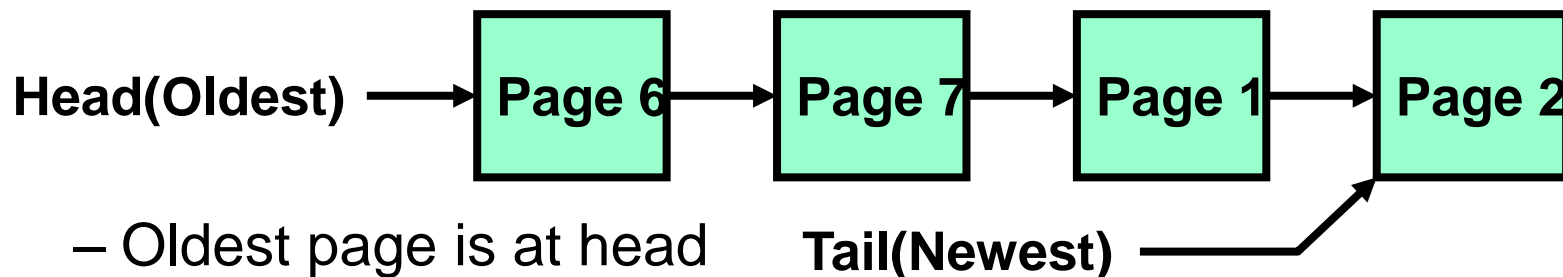 Head(Oldest) Page 6 Page 7 Page 1 Page 2
– Oldest page is at head Tail(Newest)